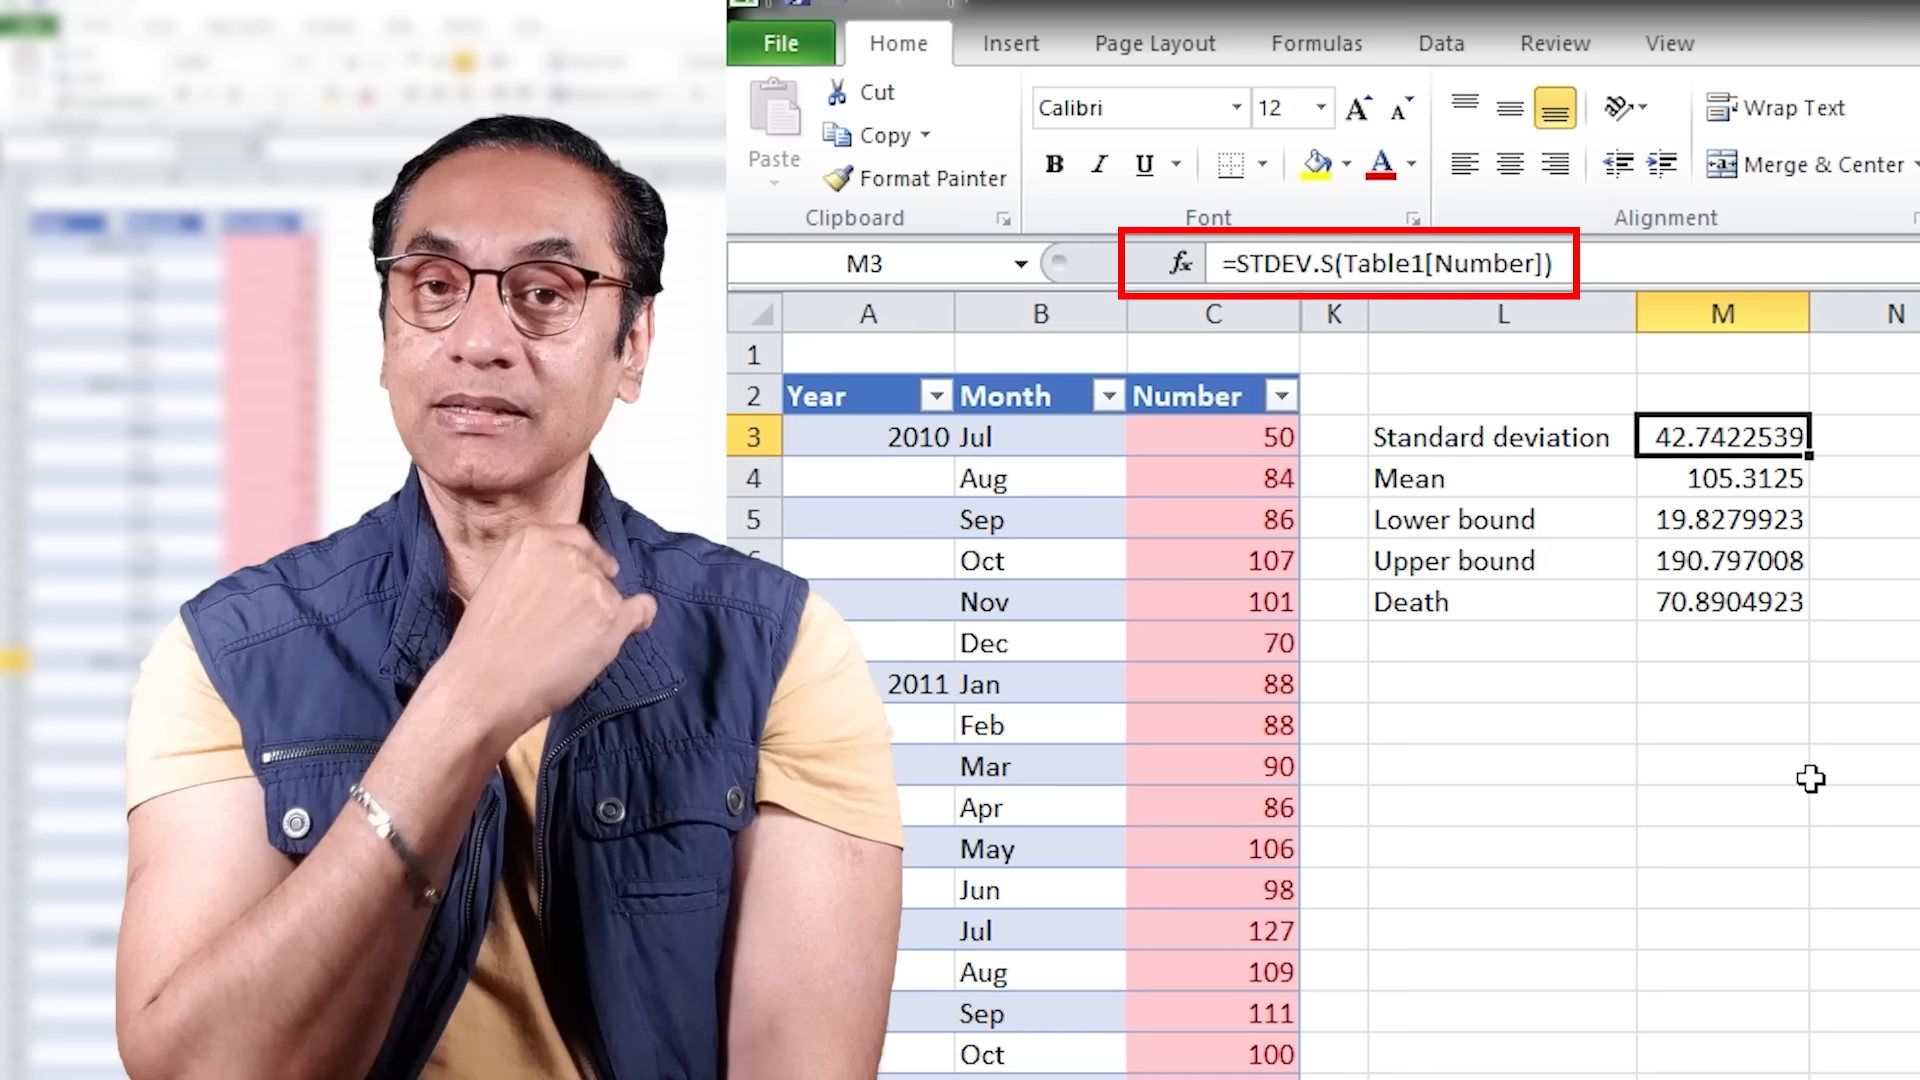 File Home Insert Page Layout Formulas Data Review View
Cut
Copy
Format Painter
Paste
Clipboard
Calibri 12
B I U A
Font
Wrap Text
Merge & Center
Alignment
M3 fx =STDEV.S(Table1[Number])
A B C K L M N
1
2 Year Month Number
3 2010 Jul 50 Standard deviation 42.7422539
4 Aug 84 Mean 105.3125
5 Sep 86 Lower bound 19.8279923
Oct 107 Upper bound 190.797008
Nov 101 Death 70.8904923
Dec 70
2011 Jan 88
Feb 88
Mar 90
Apr 86
May 106
Jun 98
Jul 127
Aug 109
Sep 111
Oct 100